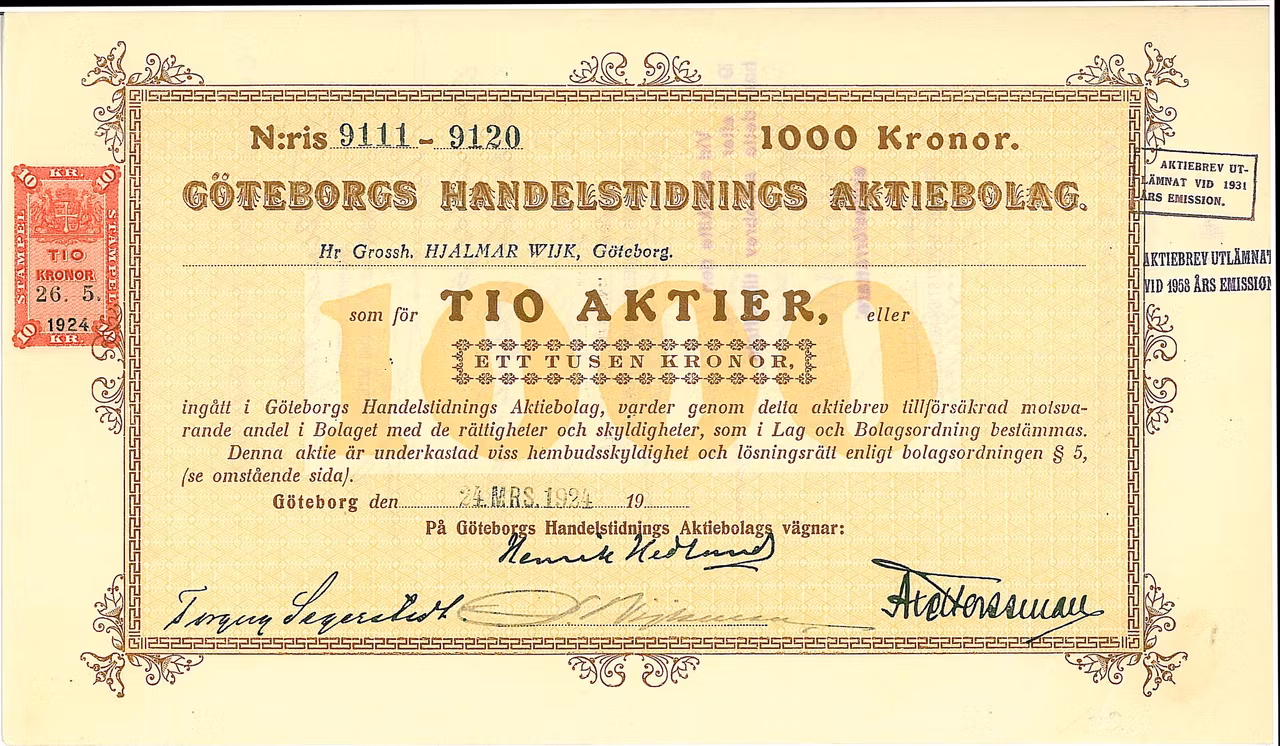 N:ris 9111 - 9120 1000 Kronor.
GÖTEBORGS HANDELSTIDNINGS AKTIEBOLAG.
Hr Grossh. HJALMAR WIJK, Göteborg.
som för TIO AKTIER, eller
ETT TUSEN KRONOR,
1000
ingått i Göteborgs Handelstidnings Aktiebolag, varder genom detta aktiebrev tillförsäkrad motsva-
rande andel i Bolaget med de rättigheter och skyldigheter, som i Lag och Bolagsordning bestämmas.
Denna aktie är underkastad viss hembudsskyldighet och lösningsrätt enligt bolagsordningen § 5,
(se omstående sida).
Göteborg den 24. MRS. 1924 19
På Göteborgs Handelstidnings Aktiebolags vägnar:
Henrik Hedlund
Torgny Segerstedt.
10 KR 10
STAMPEL
STAMPEL
TIO
KRONOR
26. 5.
1924
10 KR 10
AKTIEBREV UT-
LÄMNAT VID 1931
ÅRS EMISSION.
AKTIEBREV UTLÄMNAT
VID 1958 ÅRS EMISSION